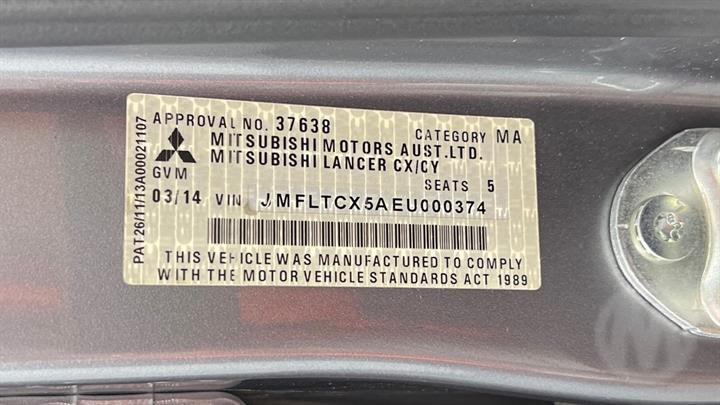 APPROVAL NO. 37638 CATEGORY MA
MITSUBISHI MOTORS AUST.LTD.
MITSUBISHI LANCER CX/CY
GVM SEATS 5
03/14 VIN JMFLTCX5AEU000374
THIS VEHICLE WAS MANUFACTURED TO COMPLY
WITH THE MOTOR VEHICLE STANDARDS ACT 1989
PAT26/11/13A00021107